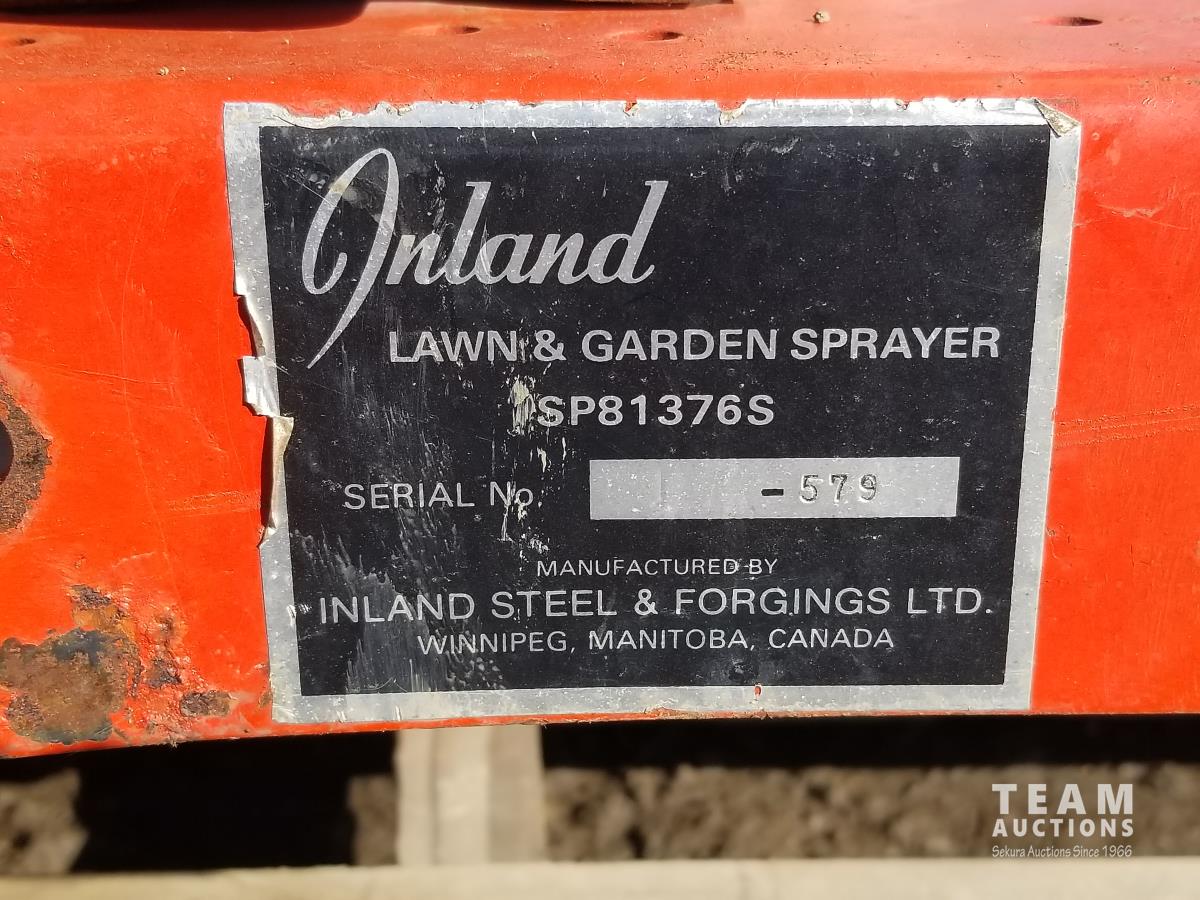 Inland
LAWN & GARDEN SPRAYER
SP81376S
SERIAL No. -579
MANUFACTURED BY
INLAND STEEL & FORGINGS LTD.
WINNIPEG, MANITOBA, CANADA
TEAM
AUCTIONS
Sekura Auctions Since 1966